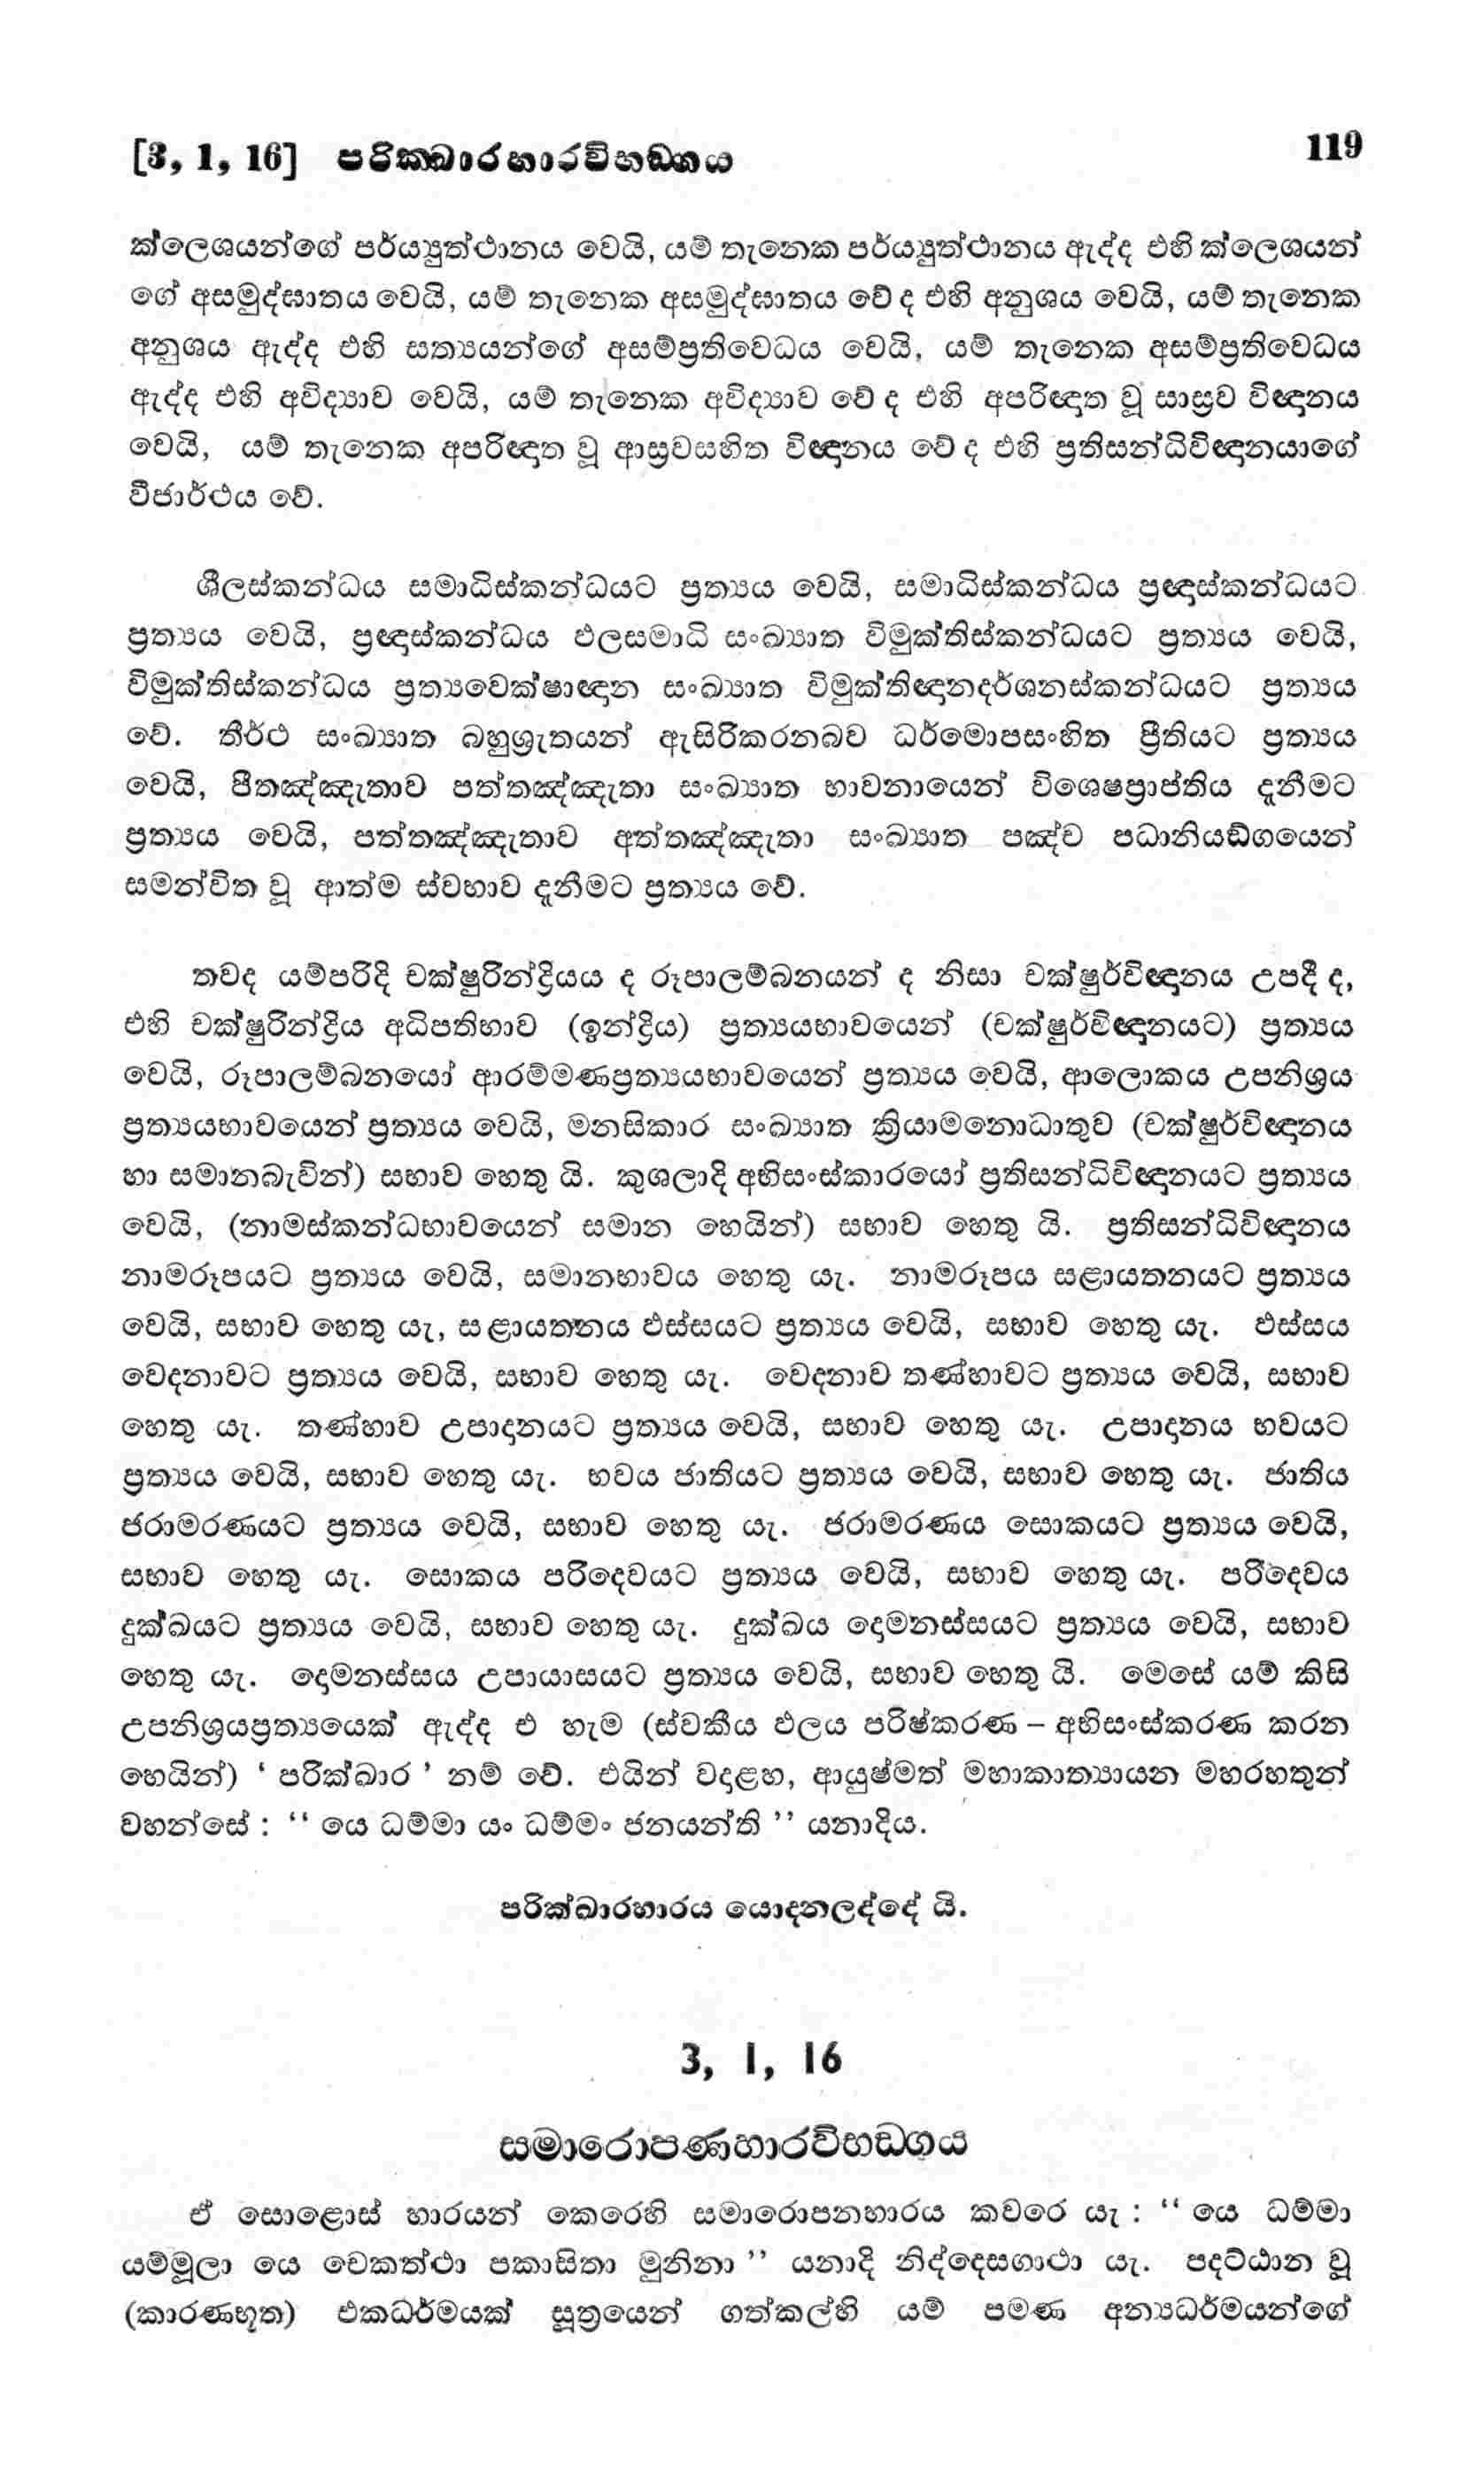 [3, 1, 16] පරික්ඛාරහාරවිභඞ්ගය 119
ක්ලෙශයන්ගේ පර්ය්‍යුත්ථානය වෙයි, යම් තැනෙක පර්ය්‍යුත්ථානය ඇද්ද එහි ක්ලෙශයන්
ගේ අසමුද්ඝාතය වෙයි, යම් තැනෙක අසමුද්ඝාතය වේ ද එහි අනුශය වෙයි, යම් තැනෙක
අනුශය ඇද්ද එහි සත්‍යයන්ගේ අසම්ප්‍රතිවෙධය වෙයි, යම් තැනෙක අසම්ප්‍රතිවෙධය
ඇද්ද එහි අවිද්‍යාව වෙයි, යම් තැනෙක අවිද්‍යාව වේ ද එහි අපරිඥාත වූ සාස්‍රව විඥානය
වෙයි, යම් තැනෙක අපරිඥාත වූ ආස්‍රවසහිත විඥානය වේ ද එහි ප්‍රතිසන්ධිවිඥානයාගේ
වීජාර්ථය වේ.
ශීලස්කන්ධය සමාධිස්කන්ධයට ප්‍රත්‍යය වෙයි, සමාධිස්කන්ධය ප්‍රඥාස්කන්ධයට
ප්‍රත්‍යය වෙයි, ප්‍රඥාස්කන්ධය ඵලසමාධි සංඛ්‍යාත විමුක්තිස්කන්ධයට ප්‍රත්‍යය වෙයි,
විමුක්තිස්කන්ධය ප්‍රත්‍යවෙක්ෂාඥාන සංඛ්‍යාත විමුක්තිඥානදර්ශනස්කන්ධයට ප්‍රත්‍යය
වේ. තීර්ථ සංඛ්‍යාත බහුශ්‍රැතයන් ඇසිරිකරනබව ධර්මොපසංහිත ප්‍රීතියට ප්‍රත්‍යය
වෙයි, පීතඤ්ඤැතාව පත්තඤ්ඤැතා සංඛ්‍යාත භාවනායෙන් විශෙෂප්‍රාප්තිය දැනීමට
ප්‍රත්‍යය වෙයි, පත්තඤ්ඤැතාව අත්තඤ්ඤැතා සංඛ්‍යාත පඤ්ච පධානියඞ්ගයෙන්
සමන්විත වූ ආත්ම ස්වභාව දැනීමට ප්‍රත්‍යය වේ.
තවද යම්පරිදි චක්ෂුරින්ද්‍රියය ද රූපාලම්බනයන් ද නිසා චක්ෂුර්විඥානය උපදී ද,
එහි චක්ෂුරින්ද්‍රිය අධිපතිභාව (ඉන්ද්‍රිය) ප්‍රත්‍යයභාවයෙන් (චක්ෂුර්විඥානයට) ප්‍රත්‍යය
වෙයි, රූපාලම්බනයෝ ආරම්මණප්‍රත්‍යයභාවයෙන් ප්‍රත්‍යය වෙයි, ආලොකය උපනිශ්‍රය
ප්‍රත්‍යයභාවයෙන් ප්‍රත්‍යය වෙයි, මනසිකාර සංඛ්‍යාත ක්‍රියාමනොධාතුව (චක්ෂුර්විඥානය
හා සමානබැවින්) සභාව හෙතු යි. කුශලාදි අභිසංස්කාරයෝ ප්‍රතිසන්ධිවිඥානයට ප්‍රත්‍යය
වෙයි, (නාමස්කන්ධභාවයෙන් සමාන හෙයින්) සභාව හෙතු යි. ප්‍රතිසන්ධිවිඥානය
නාමරූපයට ප්‍රත්‍යය වෙයි, සමානභාවය හෙතු යැ. නාමරූපය සළායතනයට ප්‍රත්‍යය
වෙයි, සභාව හෙතු යැ, සළායතනය ඵස්සයට ප්‍රත්‍යය වෙයි, සභාව හෙතු යැ. ඵස්සය
වෙදනාවට ප්‍රත්‍යය වෙයි, සභාව හෙතු යැ. වෙදනාව තණ්හාවට ප්‍රත්‍යය වෙයි, සභාව
හෙතු යැ. තණ්හාව උපාදානයට ප්‍රත්‍යය වෙයි, සභාව හෙතු යැ. උපාදානය භවයට
ප්‍රත්‍යය වෙයි, සභාව හෙතු යැ. භවය ජාතියට ප්‍රත්‍යය වෙයි, සභාව හෙතු යැ. ජාතිය
ජරාමරණයට ප්‍රත්‍යය වෙයි, සභාව හෙතු යැ. ජරාමරණය සොකයට ප්‍රත්‍යය වෙයි,
සභාව හෙතු යැ. සොකය පරිදෙවයට ප්‍රත්‍යය වෙයි, සභාව හෙතු යැ. පරිදෙවය
දුක්ඛයට ප්‍රත්‍යය වෙයි, සභාව හෙතු යැ. දුක්ඛය දොමනස්සයට ප්‍රත්‍යය වෙයි, සභාව
හෙතු යැ. දොමනස්සය උපායාසයට ප්‍රත්‍යය වෙයි, සභාව හෙතු යි. මෙසේ යම් කිසි
උපනිශ්‍රයප්‍රත්‍යයෙක් ඇද්ද එ හැම (ස්වකීය ඵලය පරිෂ්කරණ – අභිසංස්කරණ කරන
හෙයින්) ‘ පරික්ඛාර ’ නම් වේ. එයින් වදාළහ, ආයුෂ්මත් මහාකාත්‍යායන මහරහතුන්
වහන්සේ : “ යෙ ධම්මා යං ධම්මං ජනයන්ති ” යනාදිය.
පරික්ඛාරහාරය යොදනලද්දේ යි.
3, 1, 16
සමාරොපණහාරවිභඞ්ගය
ඒ සොළොස් හාරයන් කෙරෙහි සමාරොපනහාරය කවරෙ යැ : “ යෙ ධම්මා
යම්මූලා යෙ චෙකත්ථා පකාසිතා මුනිනා ” යනාදි නිද්දෙසගාථා යැ. පදට්ඨාන වූ
(කාරණභූත) එකධර්මයක් සූත්‍රයෙන් ගත්කල්හි යම් පමණ අන්‍යධර්මයන්ගේ